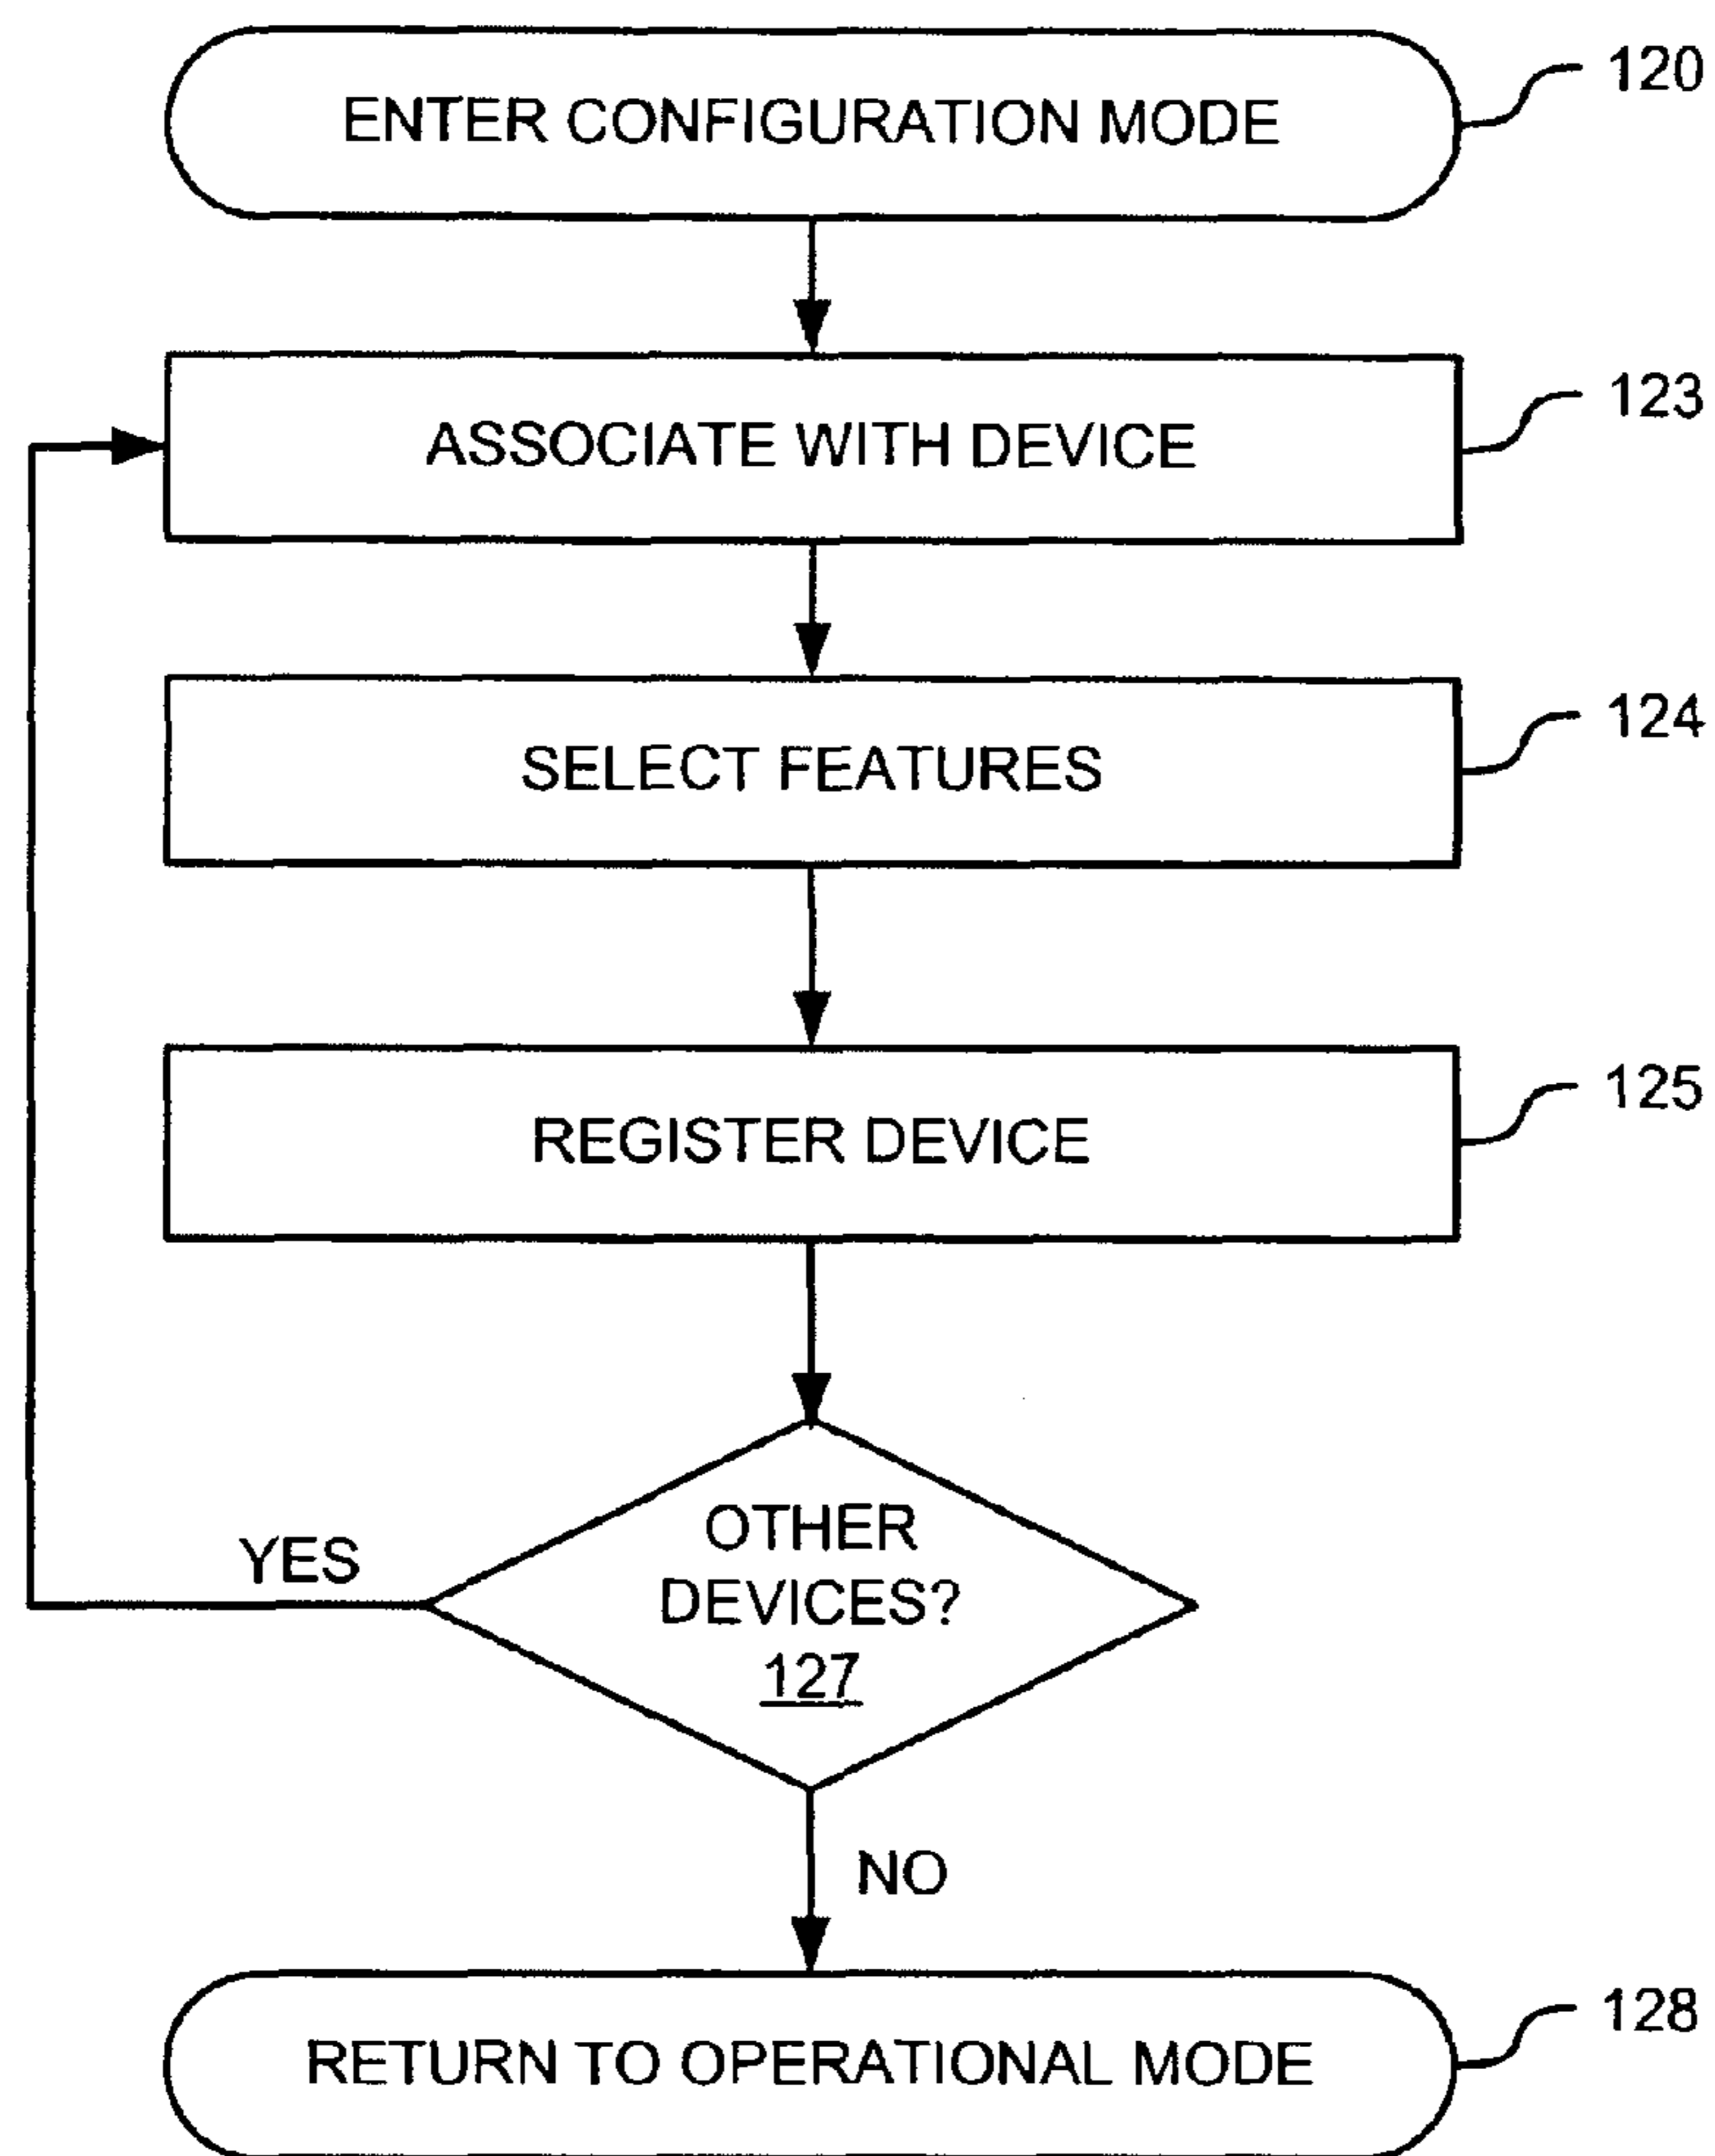 ENTER CONFIGURATION MODE
120
ASSOCIATE WITH DEVICE
123
SELECT FEATURES
124
REGISTER DEVICE
125
OTHER
DEVICES?
127
YES
NO
RETURN TO OPERATIONAL MODE
128